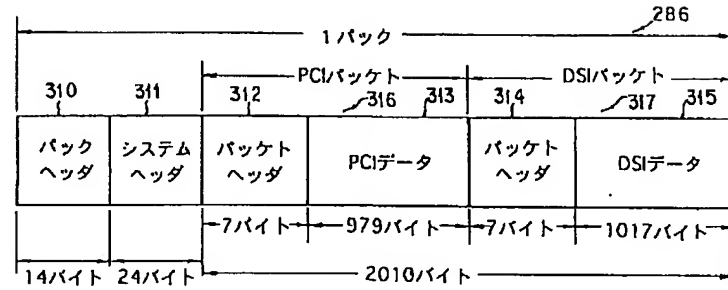 286
1パック
PCIパケット DSIパケット
310 311 312 316 313 314 317 315
パック
ヘッダ
システム
ヘッダ
パケット
ヘッダ
PCIデータ
パケット
ヘッダ
DSIデータ
7バイト 979バイト 7バイト 1017バイト
14バイト 24バイト 2010バイト